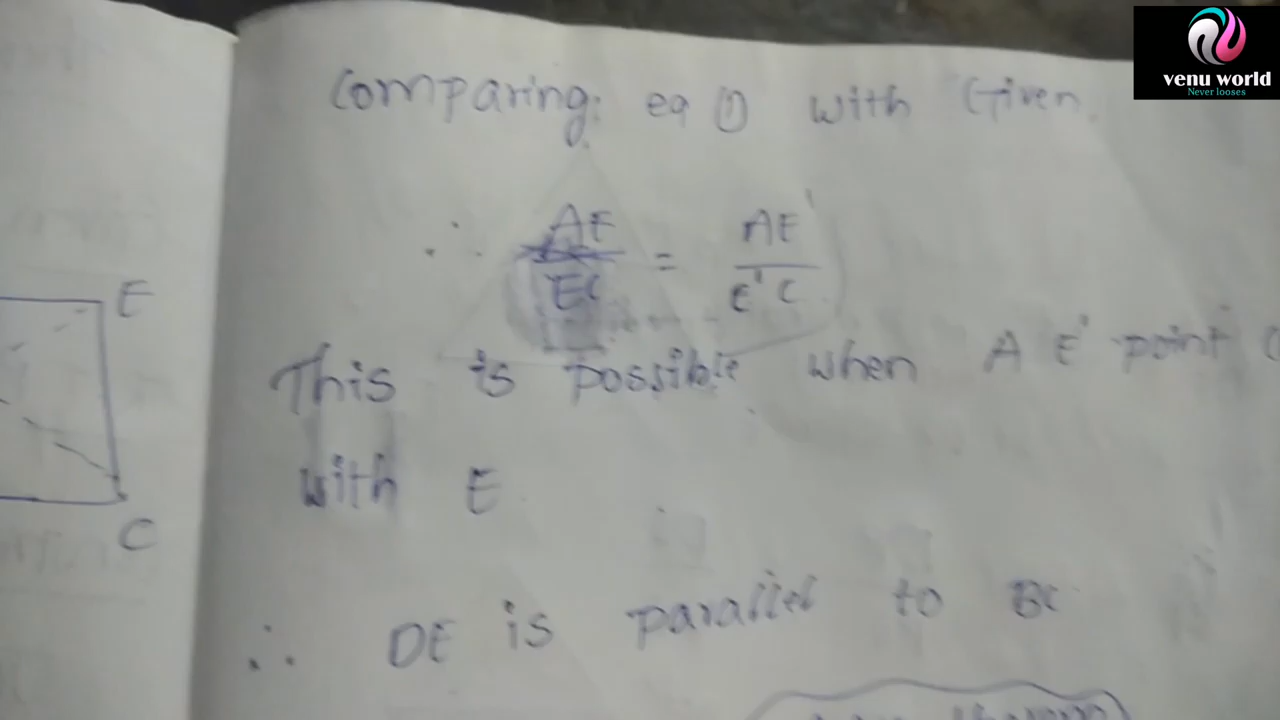 venu world
Never looses
Comparing: eq ① with Given.
∴ AE/EC = AE'/E'C
This is possible when A E' point
with E.
E
C
∴ DE is parallel to BC